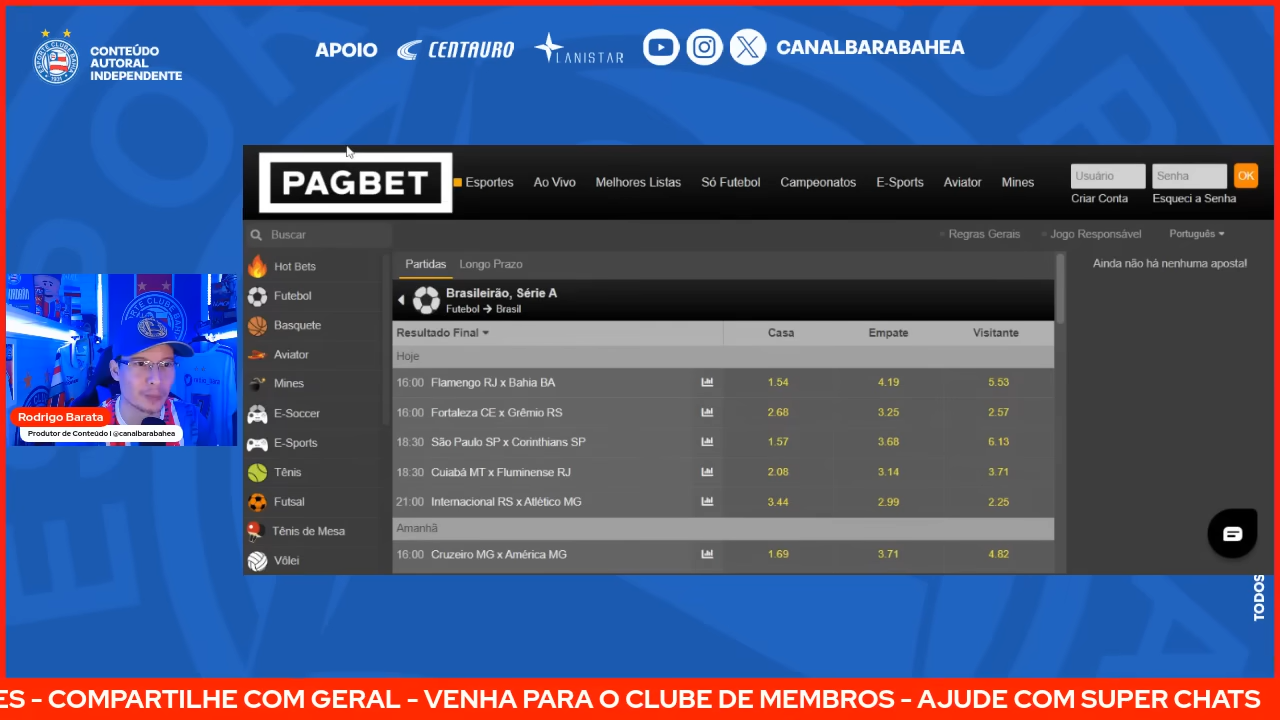 CONTEÚDO
AUTORAL
INDEPENDENTE
APOIO
CENTAURO
LANISTAR
CANALBARABAHEA
PAGBET
Esportes
Ao Vivo
Melhores Listas
Só Futebol
Campeonatos
E-Sports
Aviator
Mines
Usuário
Senha
OK
Criar Conta
Esqueci a Senha
Buscar
Regras Gerais
Jogo Responsável
Português
Hot Bets
Futebol
Basquete
Aviator
Mines
E-Soccer
E-Sports
Tênis
Futsal
Tênis de Mesa
Vôlei
Partidas
Longo Prazo
Ainda não há nenhuma aposta!
Brasileirão, Série A
Futebol → Brasil
Resultado Final Casa Empate Visitante
Hoje
16:00 Flamengo RJ x Bahia BA 1.54 4.19 5.53
16:00 Fortaleza CE x Grêmio RS 2.68 3.25 2.57
18:30 São Paulo SP x Corinthians SP 1.57 3.68 6.13
18:30 Cuiabá MT x Fluminense RJ 2.08 3.14 3.71
21:00 Internacional RS x Atlético MG 3.44 2.99 2.25
Amanhã
16:00 Cruzeiro MG x América MG 1.69 3.71 4.82
Rodrigo Barata
Produtor de Conteúdo | @canalbarabahea
TODOS
ES - COMPARTILHE COM GERAL - VENHA PARA O CLUBE DE MEMBROS - AJUDE COM SUPER CHATS